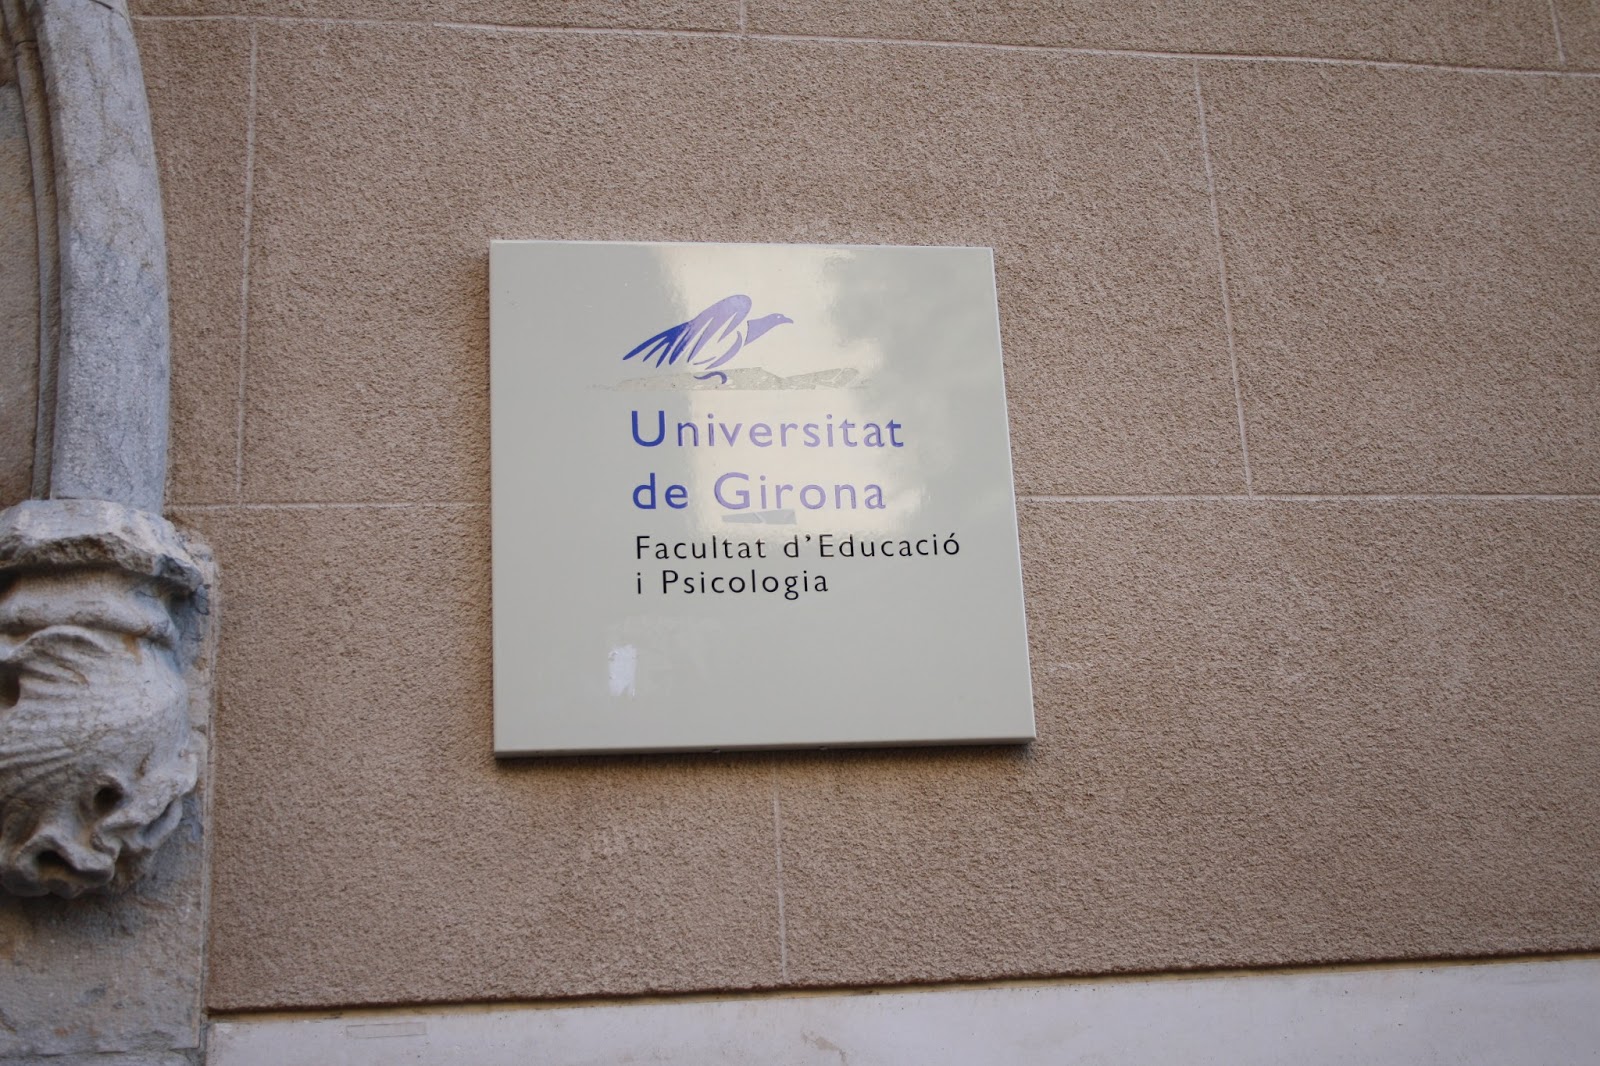 Universitat
de Girona
Facultat d'Educació
i Psicologia